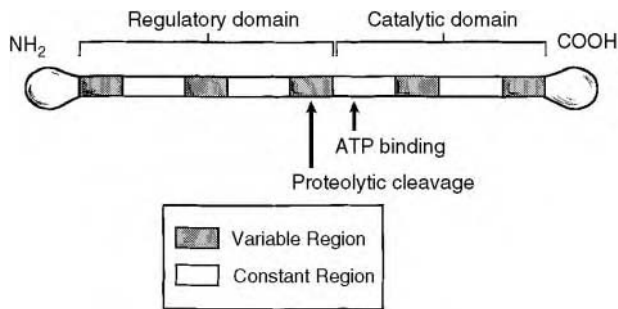 Regulatory domain
Catalytic domain
NH2
COOH
ATP binding
Proteolytic cleavage
Variable Region
Constant Region